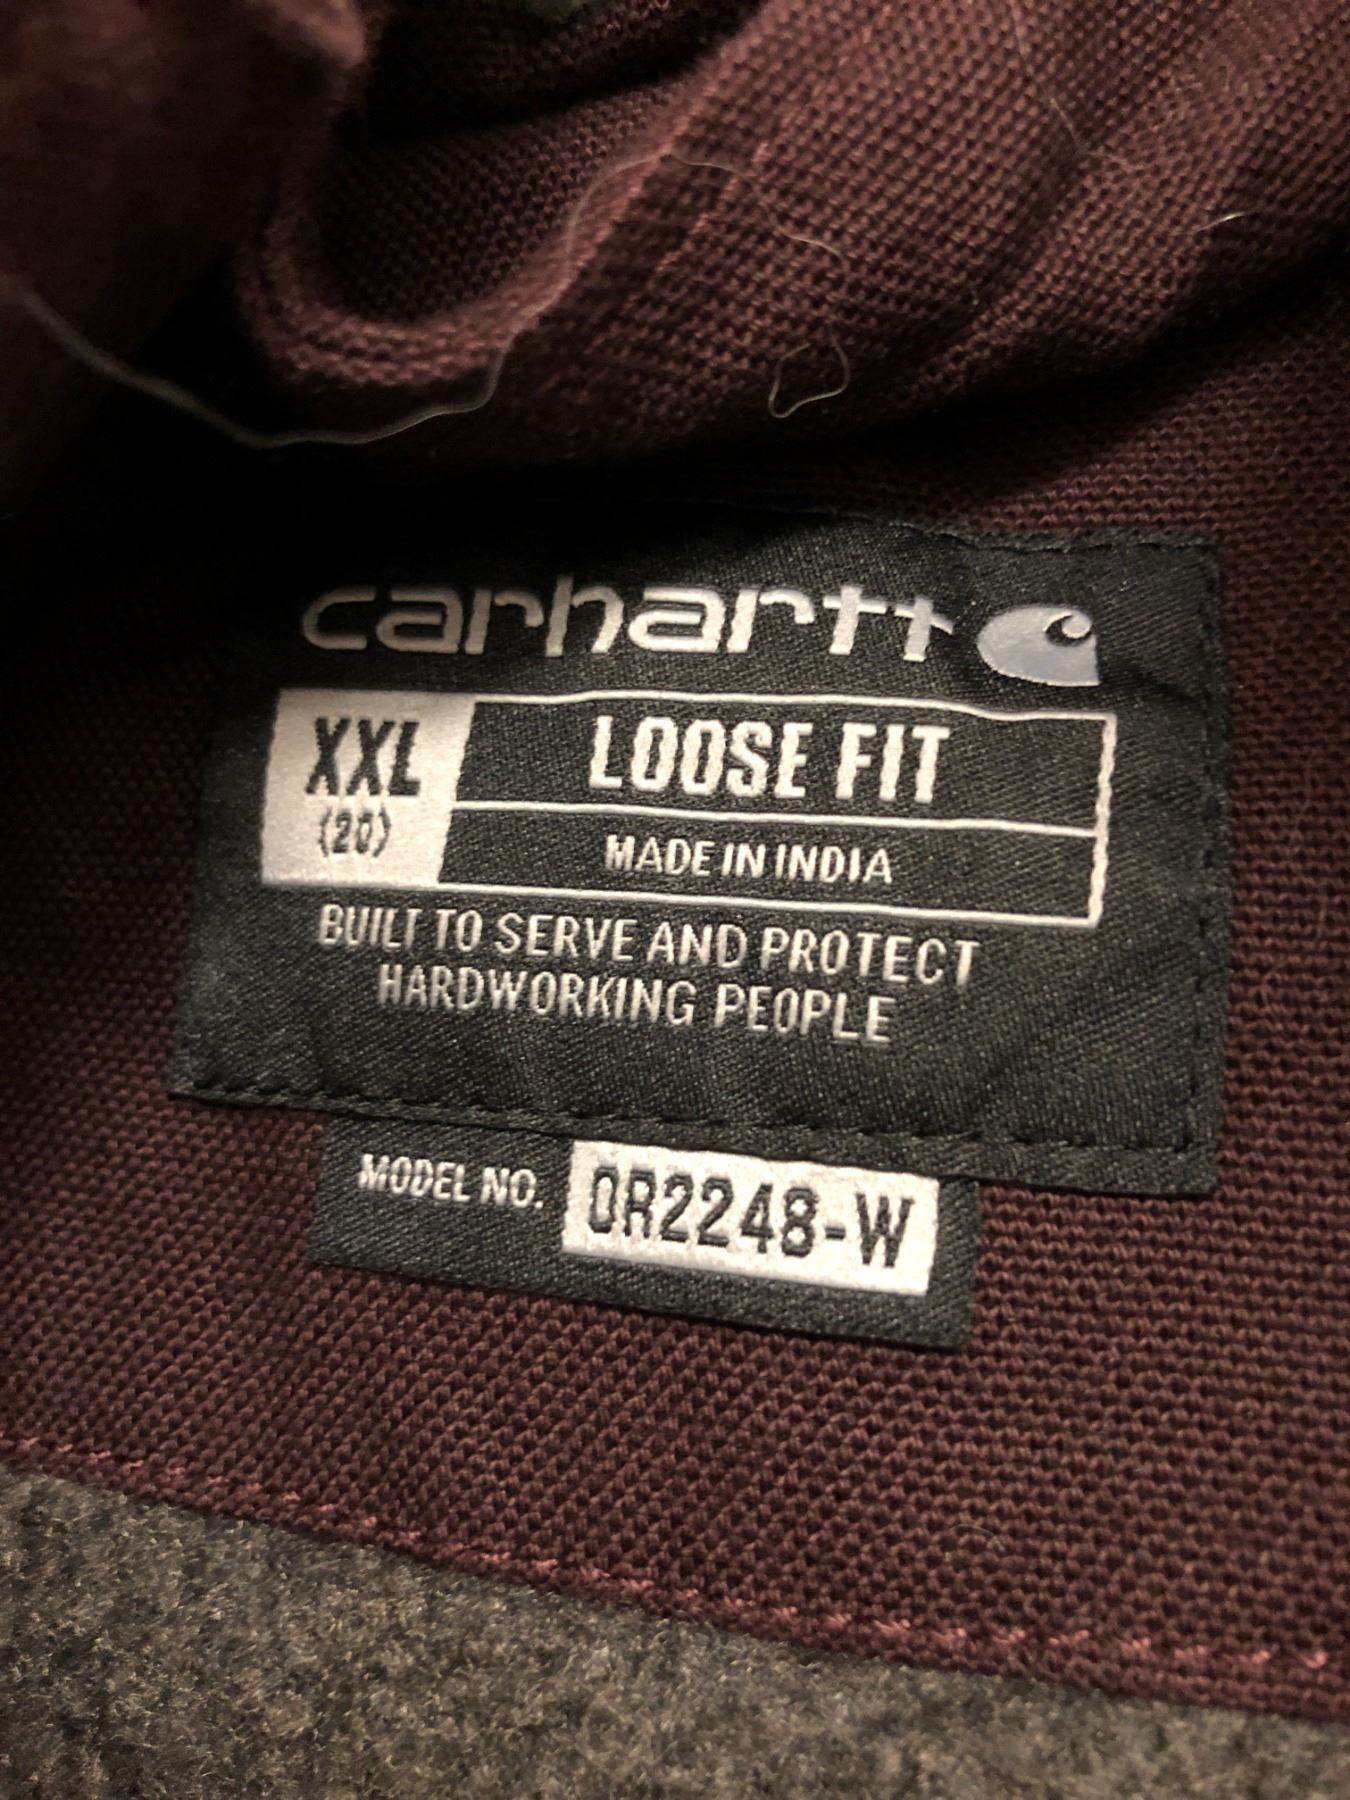 carhartt
XXL
(20)
LOOSE FIT
MADE IN INDIA
BUILT TO SERVE AND PROTECT
HARDWORKING PEOPLE
MODEL NO. OR2248-W